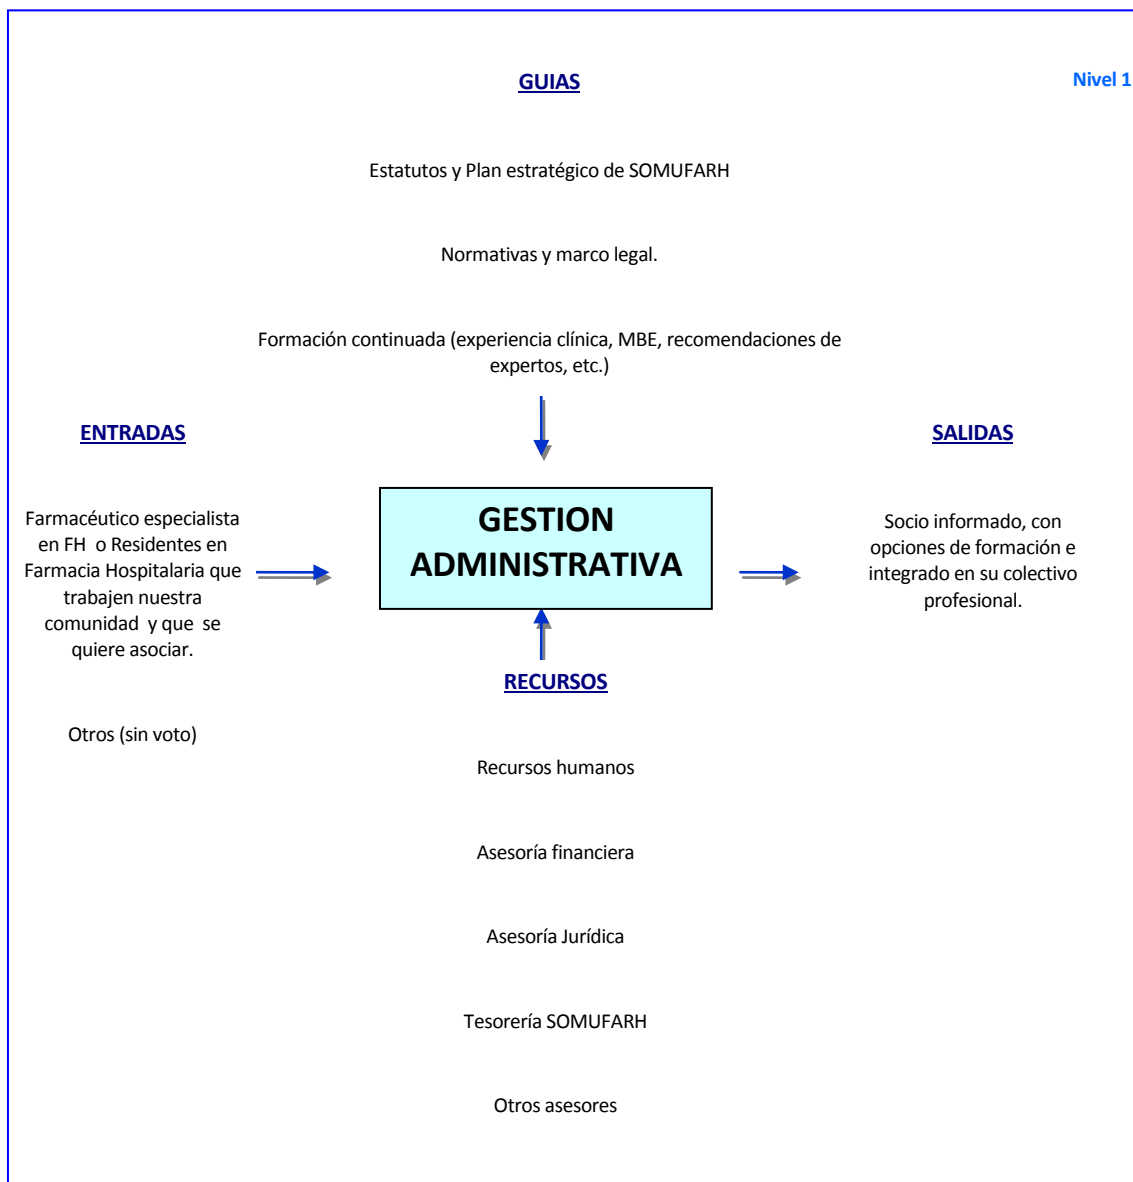 GUIAS
Nivel 1
Estatutos y Plan estratégico de SOMUFARH
Normativas y marco legal.
Formación continuada (experiencia clínica, MBE, recomendaciones de
expertos, etc.)
ENTRADAS
SALIDAS
Farmacéutico especialista
en FH o Residentes en
Farmacia Hospitalaria que
trabajen nuestra
comunidad y que se
quiere asociar.
Otros (sin voto)
GESTION
ADMINISTRATIVA
Socio informado, con
opciones de formación e
integrado en su colectivo
profesional.
RECURSOS
Recursos humanos
Asesoría financiera
Asesoría Jurídica
Tesorería SOMUFARH
Otros asesores